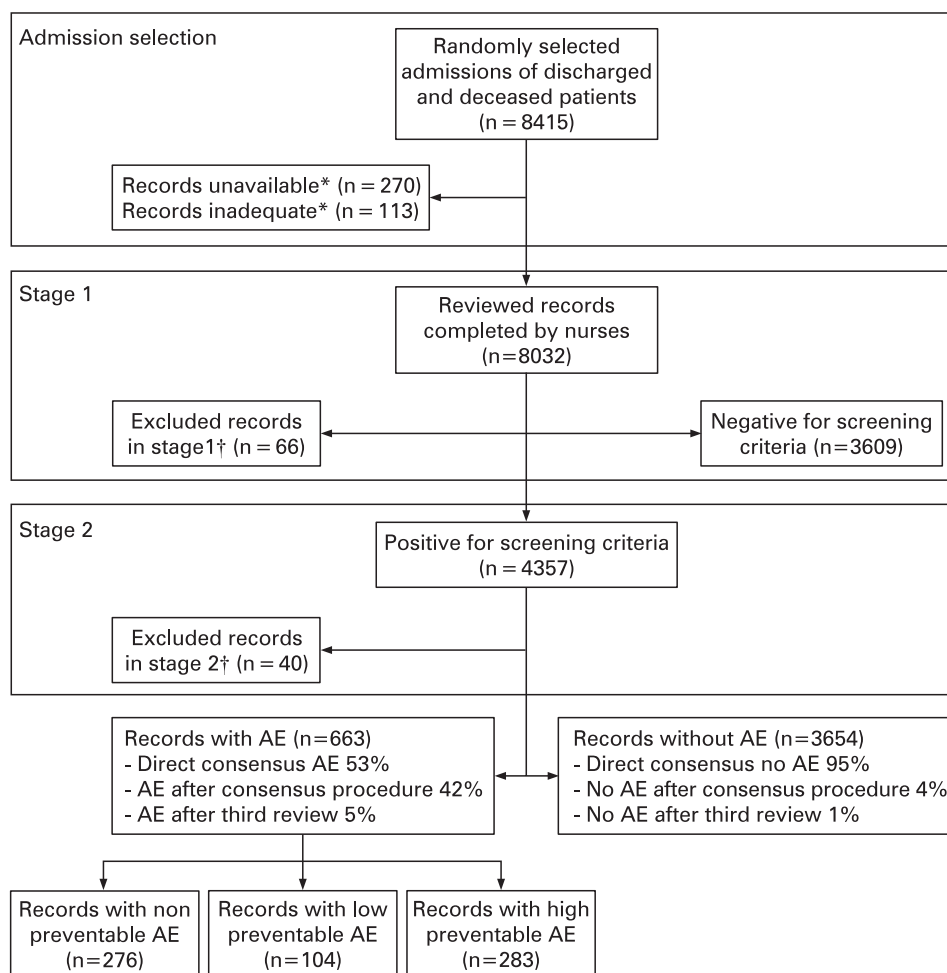 Admission selection
Randomly selected
admissions of discharged
and deceased patients
(n = 8415)
Records unavailable* (n = 270)
Records inadequate* (n = 113)
Stage 1
Reviewed records
completed by nurses
(n=8032)
Excluded records
in stage1† (n = 66)
Negative for screening
criteria (n=3609)
Stage 2
Positive for screening criteria
(n = 4357)
Excluded records
in stage 2† (n = 40)
Records with AE (n=663)
- Direct consensus AE 53%
- AE after consensus procedure 42%
- AE after third review 5%
Records without AE (n=3654)
- Direct consensus no AE 95%
- No AE after consensus procedure 4%
- No AE after third review 1%
Records with non
preventable AE
(n=276)
Records with low
preventable AE
(n=104)
Records with high
preventable AE
(n=283)